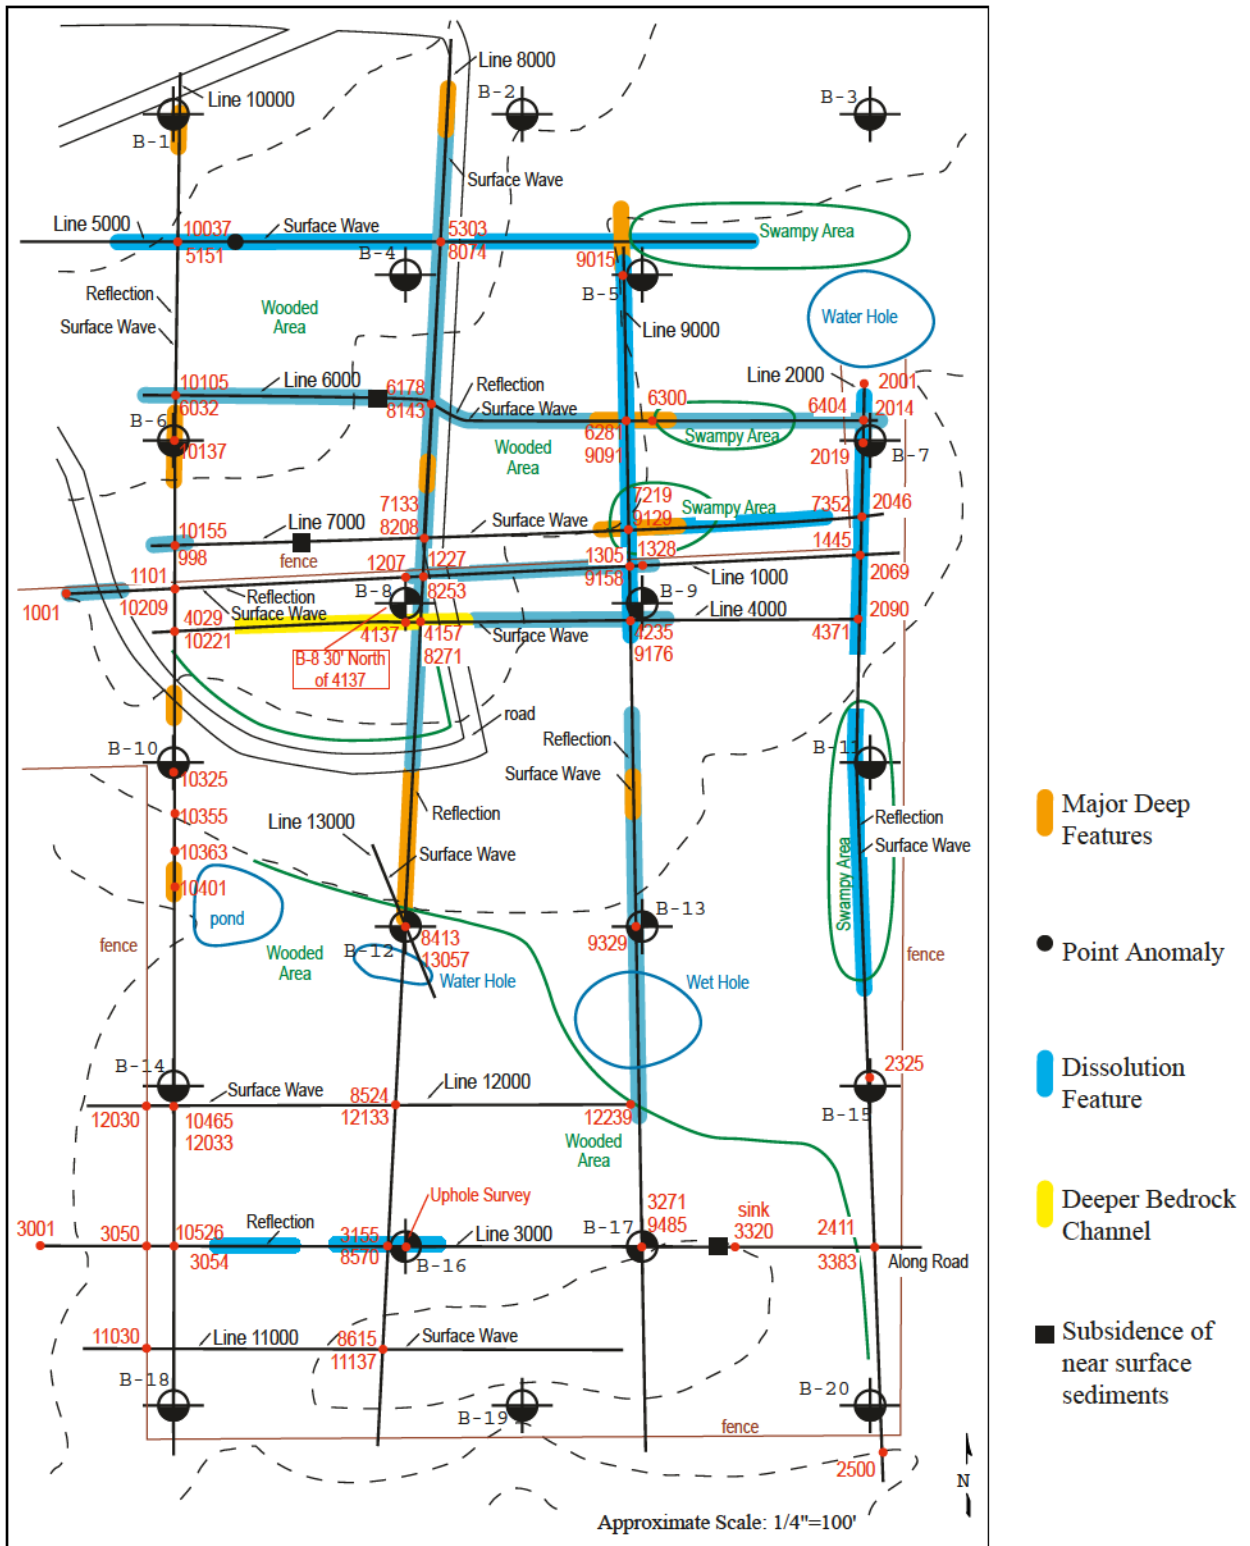 Line 8000
B-2
B-3
Line 10000
B-1
Surface Wave
Line 5000
10037
Surface Wave
5303
Swampy Area
5151
8074
9015
B-4
B-5
Reflection
Surface Wave
Wooded
Area
Line 9000
Water Hole
Line 2000
2001
10105
Line 6000
6178
Reflection
6032
8143
Surface Wave
6300
6404
2014
B-6
10137
Wooded
Area
6281
9091
Swampy Area
2019
B-7
7133
8208
7219
9129
Swampy Area
7352
2046
10155
998
Line 7000
fence
Surface Wave
1445
1101
1207
1227
1305
1328
2069
1001
10209
Reflection
Surface Wave
B-8
8253
9158
Line 1000
B-9
Line 4000
2090
4029
10221
4137
4157
8271
Surface Wave
4235
9176
4371
B-8 30' North
of 4137
road
B-10
10325
Reflection
Surface Wave
B-11
10355
Line 13000
Reflection
Reflection
10363
Surface Wave
Surface Wave
10401
pond
Swampy Area
fence
Wooded
Area
B-12
8413
13057
Water Hole
B-13
9329
Wet Hole
fence
B-14
Surface Wave
Line 12000
2325
12030
10465
12033
8524
12133
12239
B-15
Wooded
Area
Uphole Survey
3001
3050
10526
3054
Reflection
3155
8570
Line 3000
B-16
B-17
3271
9485
sink
3320
2411
3383
Along Road
11030
Line 11000
8615
11137
Surface Wave
B-18
B-19
B-20
fence
2500
N
Approximate Scale: 1/4"=100'
Major Deep
Features
Point Anomaly
Dissolution
Feature
Deeper Bedrock
Channel
Subsidence of
near surface
sediments